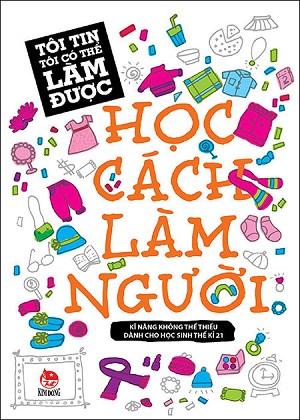 TÔI TIN
TÔI CÓ THỂ
LÀM
ĐƯỢC
HỌC
CÁCH
LÀM
NGƯỜI
KĨ NĂNG KHÔNG THỂ THIẾU
DÀNH CHO HỌC SINH THẾ KỈ 21
KIM ĐỒNG